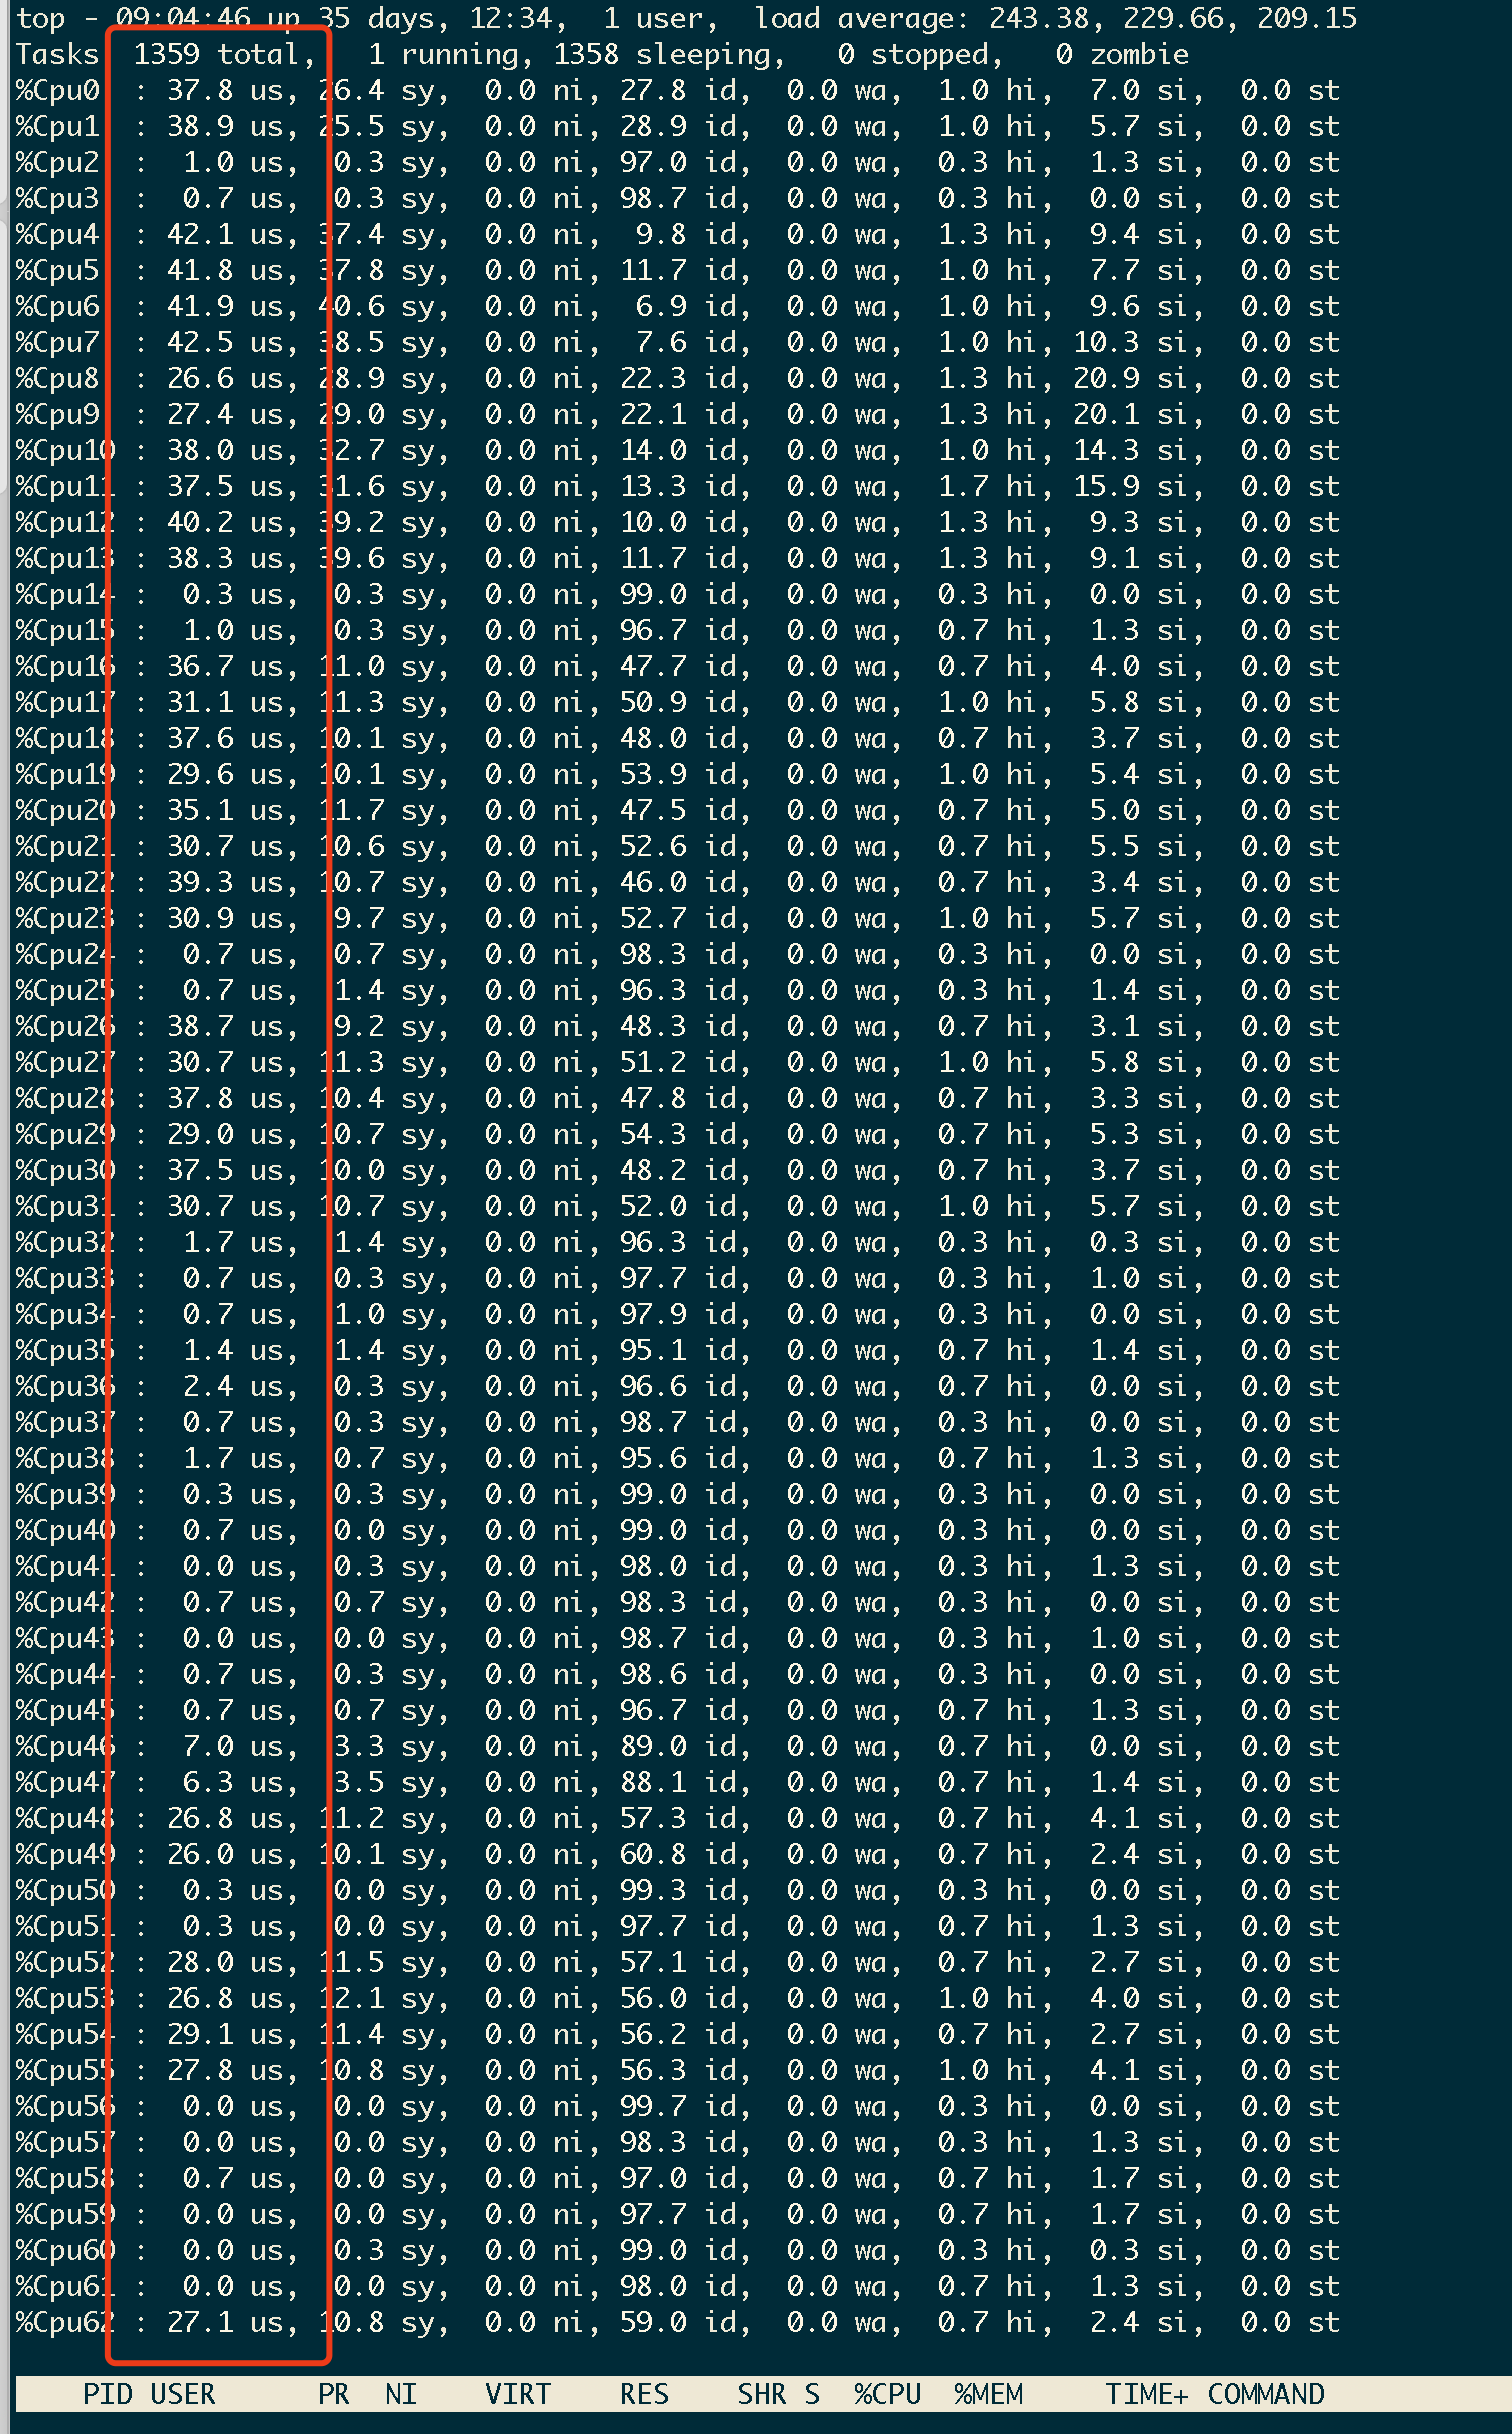 top - 09:04:46 up 35 days, 12:34,  1 user,  load average: 243.38, 229.66, 209.15
Tasks  1359 total,   1 running, 1358 sleeping,   0 stopped,   0 zombie
%Cpu0  : 37.8 us, 26.4 sy,  0.0 ni, 27.8 id,  0.0 wa,  1.0 hi,  7.0 si,  0.0 st
%Cpu1  : 38.9 us, 25.5 sy,  0.0 ni, 28.9 id,  0.0 wa,  1.0 hi,  5.7 si,  0.0 st
%Cpu2  :  1.0 us,  0.3 sy,  0.0 ni, 97.0 id,  0.0 wa,  0.3 hi,  1.3 si,  0.0 st
%Cpu3  :  0.7 us,  0.3 sy,  0.0 ni, 98.7 id,  0.0 wa,  0.3 hi,  0.0 si,  0.0 st
%Cpu4  : 42.1 us, 37.4 sy,  0.0 ni,  9.8 id,  0.0 wa,  1.3 hi,  9.4 si,  0.0 st
%Cpu5  : 41.8 us, 37.8 sy,  0.0 ni, 11.7 id,  0.0 wa,  1.0 hi,  7.7 si,  0.0 st
%Cpu6  : 41.9 us, 40.6 sy,  0.0 ni,  6.9 id,  0.0 wa,  1.0 hi,  9.6 si,  0.0 st
%Cpu7  : 42.5 us, 38.5 sy,  0.0 ni,  7.6 id,  0.0 wa,  1.0 hi, 10.3 si,  0.0 st
%Cpu8  : 26.6 us, 28.9 sy,  0.0 ni, 22.3 id,  0.0 wa,  1.3 hi, 20.9 si,  0.0 st
%Cpu9  : 27.4 us, 29.0 sy,  0.0 ni, 22.1 id,  0.0 wa,  1.3 hi, 20.1 si,  0.0 st
%Cpu10 : 38.0 us, 32.7 sy,  0.0 ni, 14.0 id,  0.0 wa,  1.0 hi, 14.3 si,  0.0 st
%Cpu11 : 37.5 us, 31.6 sy,  0.0 ni, 13.3 id,  0.0 wa,  1.7 hi, 15.9 si,  0.0 st
%Cpu12 : 40.2 us, 39.2 sy,  0.0 ni, 10.0 id,  0.0 wa,  1.3 hi,  9.3 si,  0.0 st
%Cpu13 : 38.3 us, 39.6 sy,  0.0 ni, 11.7 id,  0.0 wa,  1.3 hi,  9.1 si,  0.0 st
%Cpu14 :  0.3 us,  0.3 sy,  0.0 ni, 99.0 id,  0.0 wa,  0.3 hi,  0.0 si,  0.0 st
%Cpu15 :  1.0 us,  0.3 sy,  0.0 ni, 96.7 id,  0.0 wa,  0.7 hi,  1.3 si,  0.0 st
%Cpu16 : 36.7 us, 11.0 sy,  0.0 ni, 47.7 id,  0.0 wa,  0.7 hi,  4.0 si,  0.0 st
%Cpu17 : 31.1 us, 11.3 sy,  0.0 ni, 50.9 id,  0.0 wa,  1.0 hi,  5.8 si,  0.0 st
%Cpu18 : 37.6 us, 10.1 sy,  0.0 ni, 48.0 id,  0.0 wa,  0.7 hi,  3.7 si,  0.0 st
%Cpu19 : 29.6 us, 10.1 sy,  0.0 ni, 53.9 id,  0.0 wa,  1.0 hi,  5.4 si,  0.0 st
%Cpu20 : 35.1 us, 11.7 sy,  0.0 ni, 47.5 id,  0.0 wa,  0.7 hi,  5.0 si,  0.0 st
%Cpu21 : 30.7 us, 10.6 sy,  0.0 ni, 52.6 id,  0.0 wa,  0.7 hi,  5.5 si,  0.0 st
%Cpu22 : 39.3 us, 10.7 sy,  0.0 ni, 46.0 id,  0.0 wa,  0.7 hi,  3.4 si,  0.0 st
%Cpu23 : 30.9 us,  9.7 sy,  0.0 ni, 52.7 id,  0.0 wa,  1.0 hi,  5.7 si,  0.0 st
%Cpu24 :  0.7 us,  0.7 sy,  0.0 ni, 98.3 id,  0.0 wa,  0.3 hi,  0.0 si,  0.0 st
%Cpu25 :  0.7 us,  1.4 sy,  0.0 ni, 96.3 id,  0.0 wa,  0.3 hi,  1.4 si,  0.0 st
%Cpu26 : 38.7 us,  9.2 sy,  0.0 ni, 48.3 id,  0.0 wa,  0.7 hi,  3.1 si,  0.0 st
%Cpu27 : 30.7 us, 11.3 sy,  0.0 ni, 51.2 id,  0.0 wa,  1.0 hi,  5.8 si,  0.0 st
%Cpu28 : 37.8 us, 10.4 sy,  0.0 ni, 47.8 id,  0.0 wa,  0.7 hi,  3.3 si,  0.0 st
%Cpu29 : 29.0 us, 10.7 sy,  0.0 ni, 54.3 id,  0.0 wa,  0.7 hi,  5.3 si,  0.0 st
%Cpu30 : 37.5 us, 10.0 sy,  0.0 ni, 48.2 id,  0.0 wa,  0.7 hi,  3.7 si,  0.0 st
%Cpu31 : 30.7 us, 10.7 sy,  0.0 ni, 52.0 id,  0.0 wa,  1.0 hi,  5.7 si,  0.0 st
%Cpu32 :  1.7 us,  1.4 sy,  0.0 ni, 96.3 id,  0.0 wa,  0.3 hi,  0.3 si,  0.0 st
%Cpu33 :  0.7 us,  0.3 sy,  0.0 ni, 97.7 id,  0.0 wa,  0.3 hi,  1.0 si,  0.0 st
%Cpu34 :  0.7 us,  1.0 sy,  0.0 ni, 97.9 id,  0.0 wa,  0.3 hi,  0.0 si,  0.0 st
%Cpu35 :  1.4 us,  1.4 sy,  0.0 ni, 95.1 id,  0.0 wa,  0.7 hi,  1.4 si,  0.0 st
%Cpu36 :  2.4 us,  0.3 sy,  0.0 ni, 96.6 id,  0.0 wa,  0.7 hi,  0.0 si,  0.0 st
%Cpu37 :  0.7 us,  0.3 sy,  0.0 ni, 98.7 id,  0.0 wa,  0.3 hi,  0.0 si,  0.0 st
%Cpu38 :  1.7 us,  0.7 sy,  0.0 ni, 95.6 id,  0.0 wa,  0.7 hi,  1.3 si,  0.0 st
%Cpu39 :  0.3 us,  0.3 sy,  0.0 ni, 99.0 id,  0.0 wa,  0.3 hi,  0.0 si,  0.0 st
%Cpu40 :  0.7 us,  0.0 sy,  0.0 ni, 99.0 id,  0.0 wa,  0.3 hi,  0.0 si,  0.0 st
%Cpu41 :  0.0 us,  0.3 sy,  0.0 ni, 98.0 id,  0.0 wa,  0.3 hi,  1.3 si,  0.0 st
%Cpu42 :  0.7 us,  0.7 sy,  0.0 ni, 98.3 id,  0.0 wa,  0.3 hi,  0.0 si,  0.0 st
%Cpu43 :  0.0 us,  0.0 sy,  0.0 ni, 98.7 id,  0.0 wa,  0.3 hi,  1.0 si,  0.0 st
%Cpu44 :  0.7 us,  0.3 sy,  0.0 ni, 98.6 id,  0.0 wa,  0.3 hi,  0.0 si,  0.0 st
%Cpu45 :  0.7 us,  0.7 sy,  0.0 ni, 96.7 id,  0.0 wa,  0.7 hi,  1.3 si,  0.0 st
%Cpu46 :  7.0 us,  3.3 sy,  0.0 ni, 89.0 id,  0.0 wa,  0.7 hi,  0.0 si,  0.0 st
%Cpu47 :  6.3 us,  3.5 sy,  0.0 ni, 88.1 id,  0.0 wa,  0.7 hi,  1.4 si,  0.0 st
%Cpu48 : 26.8 us, 11.2 sy,  0.0 ni, 57.3 id,  0.0 wa,  0.7 hi,  4.1 si,  0.0 st
%Cpu49 : 26.0 us, 10.1 sy,  0.0 ni, 60.8 id,  0.0 wa,  0.7 hi,  2.4 si,  0.0 st
%Cpu50 :  0.3 us,  0.0 sy,  0.0 ni, 99.3 id,  0.0 wa,  0.3 hi,  0.0 si,  0.0 st
%Cpu51 :  0.3 us,  0.0 sy,  0.0 ni, 97.7 id,  0.0 wa,  0.7 hi,  1.3 si,  0.0 st
%Cpu52 : 28.0 us, 11.5 sy,  0.0 ni, 57.1 id,  0.0 wa,  0.7 hi,  2.7 si,  0.0 st
%Cpu53 : 26.8 us, 12.1 sy,  0.0 ni, 56.0 id,  0.0 wa,  1.0 hi,  4.0 si,  0.0 st
%Cpu54 : 29.1 us, 11.4 sy,  0.0 ni, 56.2 id,  0.0 wa,  0.7 hi,  2.7 si,  0.0 st
%Cpu55 : 27.8 us, 10.8 sy,  0.0 ni, 56.3 id,  0.0 wa,  1.0 hi,  4.1 si,  0.0 st
%Cpu56 :  0.0 us,  0.0 sy,  0.0 ni, 99.7 id,  0.0 wa,  0.3 hi,  0.0 si,  0.0 st
%Cpu57 :  0.0 us,  0.0 sy,  0.0 ni, 98.3 id,  0.0 wa,  0.3 hi,  1.3 si,  0.0 st
%Cpu58 :  0.7 us,  0.0 sy,  0.0 ni, 97.0 id,  0.0 wa,  0.7 hi,  1.7 si,  0.0 st
%Cpu59 :  0.0 us,  0.0 sy,  0.0 ni, 97.7 id,  0.0 wa,  0.7 hi,  1.7 si,  0.0 st
%Cpu60 :  0.0 us,  0.3 sy,  0.0 ni, 99.0 id,  0.0 wa,  0.3 hi,  0.3 si,  0.0 st
%Cpu61 :  0.0 us,  0.0 sy,  0.0 ni, 98.0 id,  0.0 wa,  0.7 hi,  1.3 si,  0.0 st
%Cpu62 : 27.1 us, 10.8 sy,  0.0 ni, 59.0 id,  0.0 wa,  0.7 hi,  2.4 si,  0.0 st
PID USER      PR  NI    VIRT    RES    SHR S  %CPU  %MEM     TIME+ COMMAND